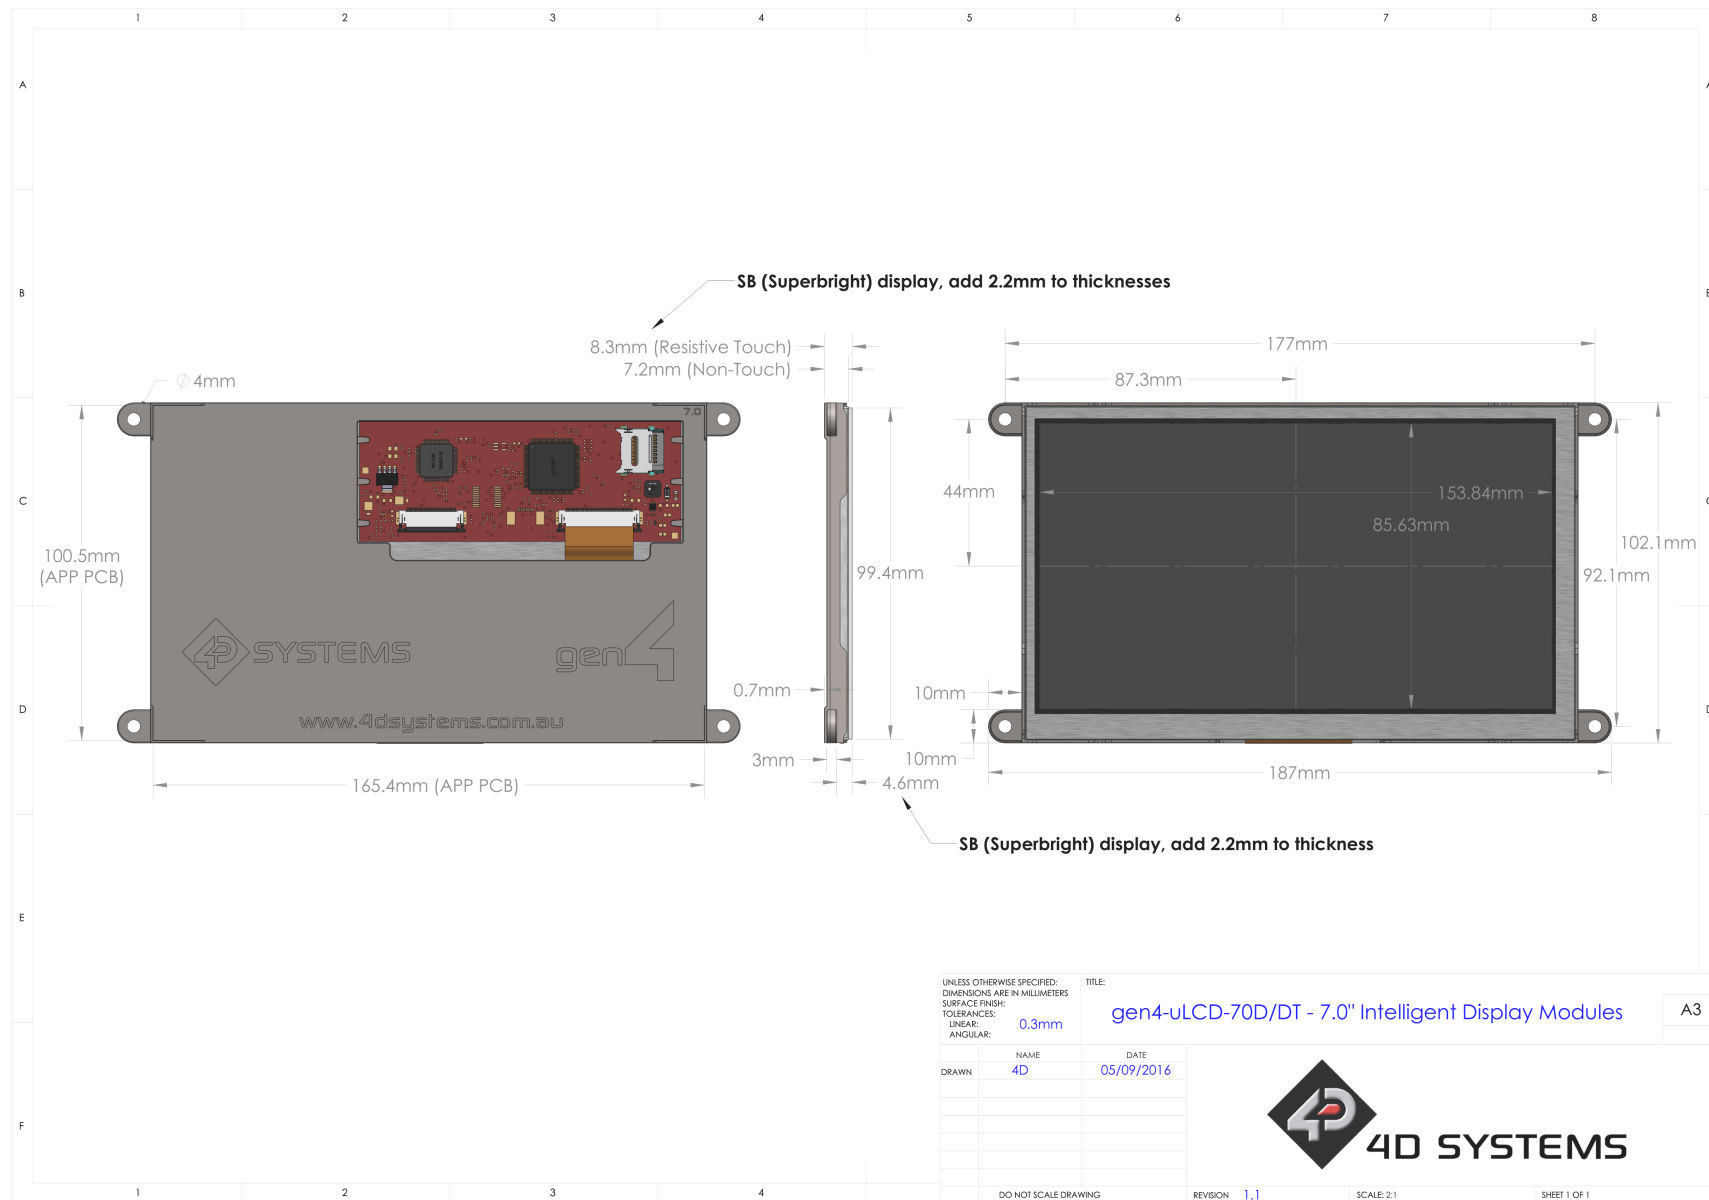 1 2 3 4 5 6 7 8
A
B
C
D
E
F
SB (Superbright) display, add 2.2mm to thicknesses
8.3mm (Resistive Touch)
7.2mm (Non-Touch)
∅ 4mm
7.0
100.5mm
(APP PCB)
4D SYSTEMS
gen4
www.4dsystems.com.au
165.4mm (APP PCB)
99.4mm
0.7mm
3mm
4.6mm
SB (Superbright) display, add 2.2mm to thickness
177mm
87.3mm
44mm
153.84mm
85.63mm
102.1mm
92.1mm
10mm
10mm
187mm
UNLESS OTHERWISE SPECIFIED:
DIMENSIONS ARE IN MILLIMETERS
SURFACE FINISH:
TOLERANCES:
LINEAR: 0.3mm
ANGULAR:
TITLE:
gen4-uLCD-70D/DT - 7.0" Intelligent Display Modules
A3
NAME DATE
DRAWN 4D 05/09/2016
4D SYSTEMS
DO NOT SCALE DRAWING
REVISION 1.1
SCALE: 2:1
SHEET 1 OF 1
1 2 3 4